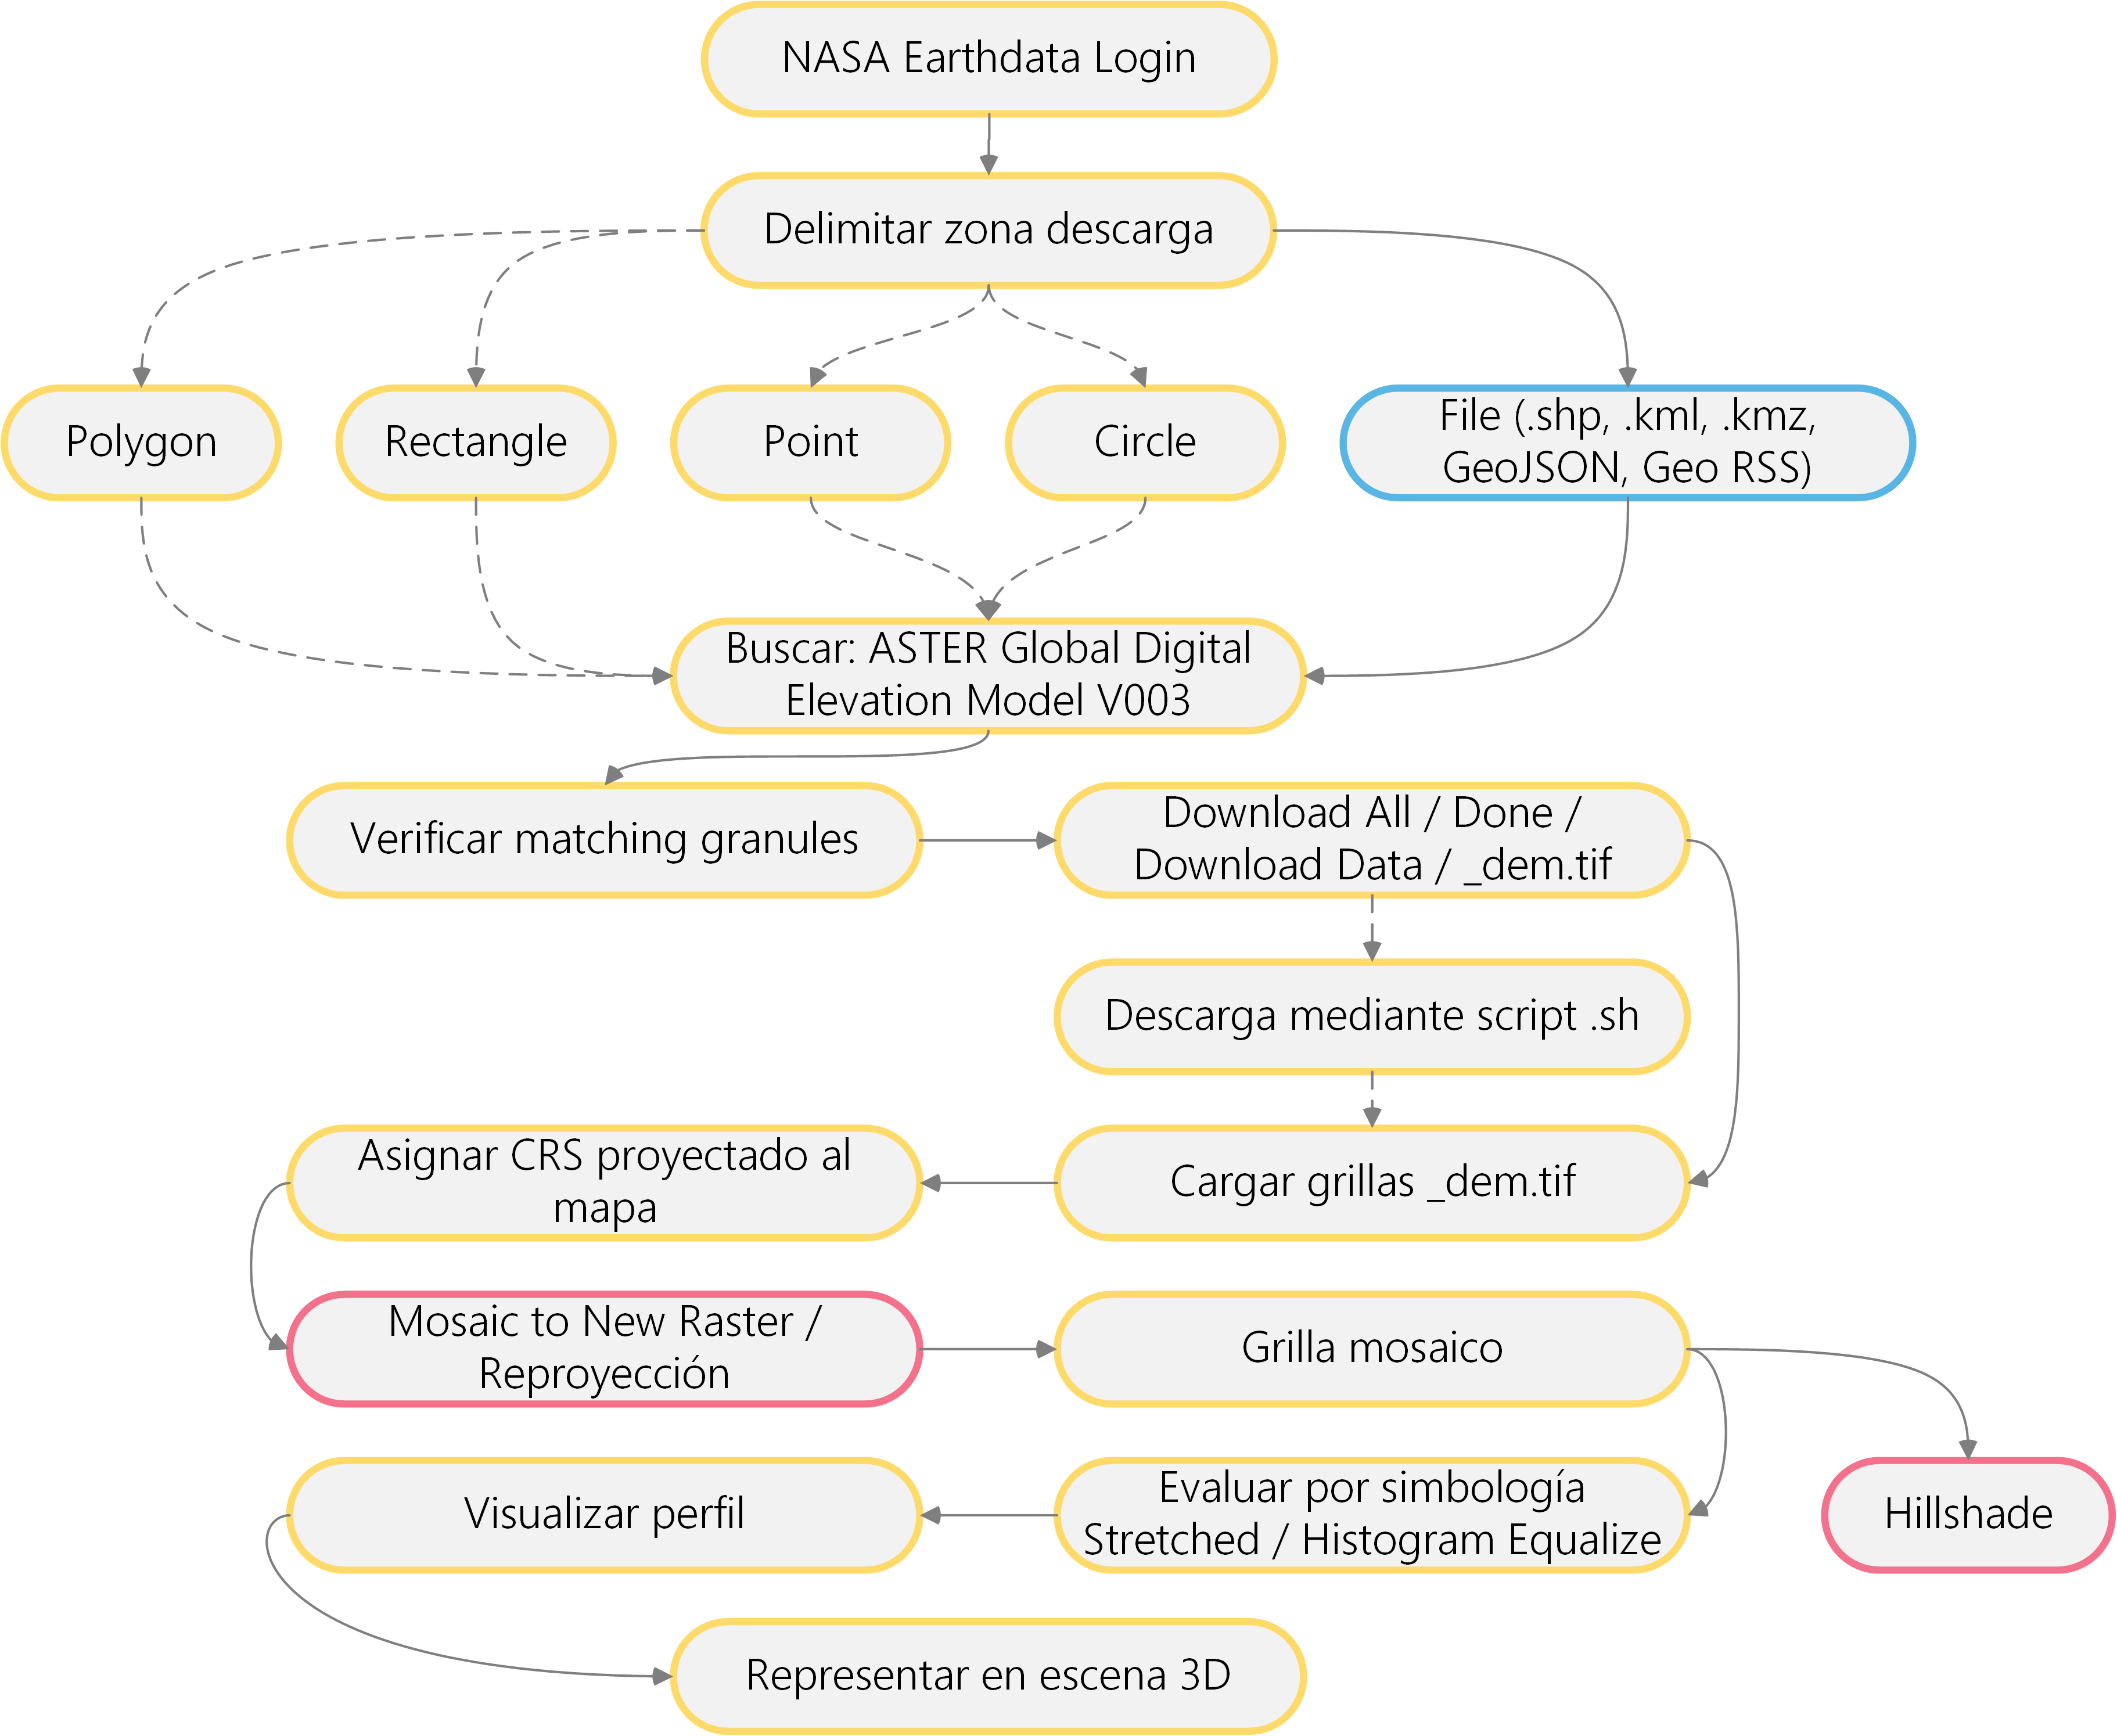 NASA Earthdata Login
Delimitar zona descarga
Polygon
Rectangle
Point
Circle
File (.shp, .kml, .kmz,
GeoJSON, Geo RSS)
Buscar: ASTER Global Digital
Elevation Model V003
Verificar matching granules
Download All / Done /
Download Data / _dem.tif
Descarga mediante script .sh
Asignar CRS proyectado al
mapa
Cargar grillas _dem.tif
Mosaic to New Raster /
Reproyección
Grilla mosaico
Visualizar perfil
Evaluar por simbología
Stretched / Histogram Equalize
Hillshade
Representar en escena 3D